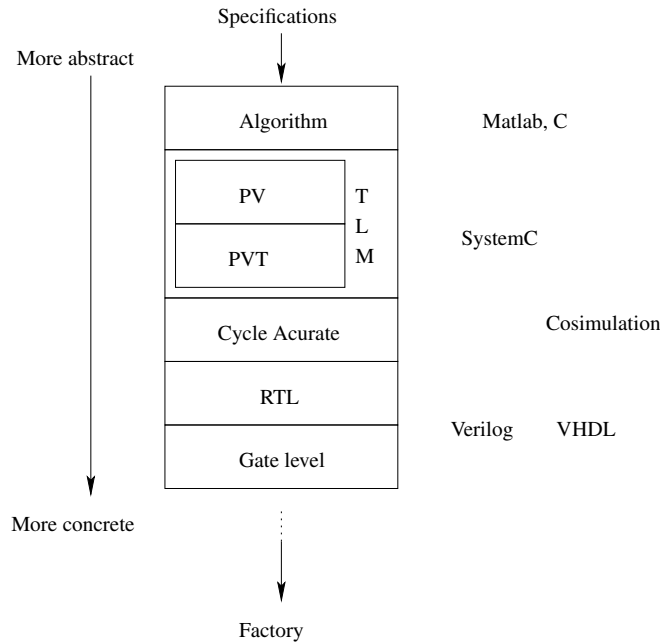 Specifications
More abstract
Algorithm
Matlab, C
PV
T
L
M
PVT
SystemC
Cycle Acurate
Cosimulation
RTL
Verilog
VHDL
Gate level
More concrete
Factory